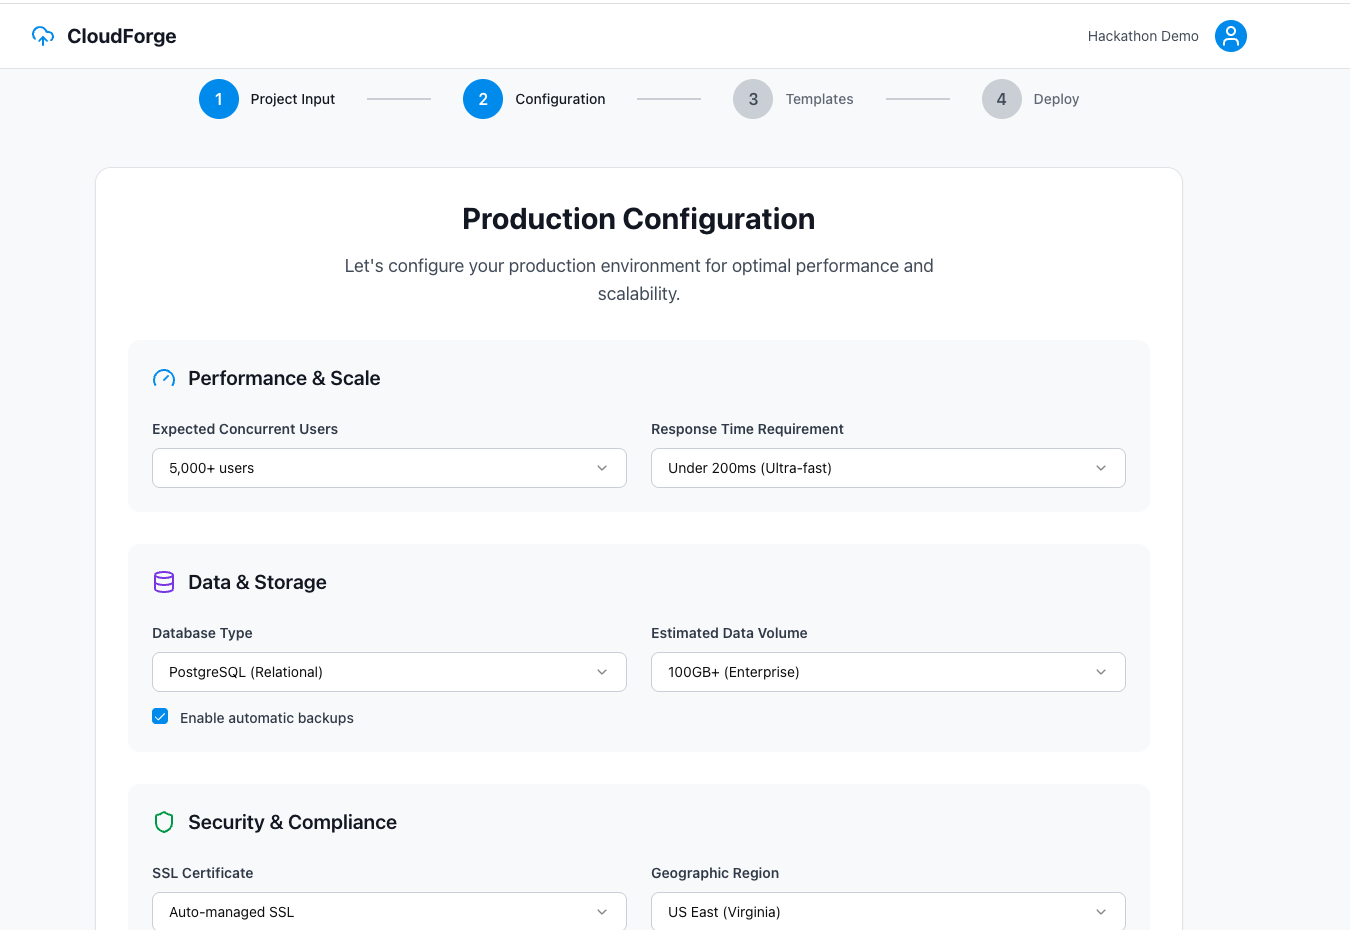 CloudForge
Hackathon Demo
1 Project Input
2 Configuration
3 Templates
4 Deploy
Production Configuration
Let's configure your production environment for optimal performance and
scalability.
Performance & Scale
Expected Concurrent Users
5,000+ users
Response Time Requirement
Under 200ms (Ultra-fast)
Data & Storage
Database Type
PostgreSQL (Relational)
Estimated Data Volume
100GB+ (Enterprise)
Enable automatic backups
Security & Compliance
SSL Certificate
Auto-managed SSL
Geographic Region
US East (Virginia)